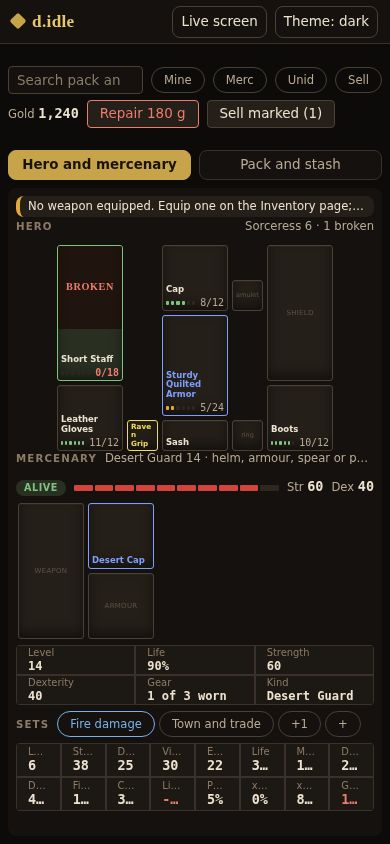 d.idle
Live screen
Theme: dark
Search pack an
Mine
Merc
Unid
Sell
Gold 1,240
Repair 180 g
Sell marked (1)
Hero and mercenary
Pack and stash
No weapon equipped. Equip one on the Inventory page;…
HERO
Sorceress 6 · 1 broken
BROKEN
Short Staff
0/18
Cap
8/12
amulet
SHIELD
Sturdy
Quilted
Armor
5/24
Leather
Gloves
11/12
Rave
n
Grip
Sash
ring
Boots
10/12
MERCENARY
Desert Guard 14 · helm, armour, spear or p…
ALIVE
Str 60 Dex 40
WEAPON
Desert Cap
ARMOUR
Level
14
Life
90%
Strength
60
Dexterity
40
Gear
1 of 3 worn
Kind
Desert Guard
SETS
Fire damage
Town and trade
+1
+
L…
6
St…
38
D…
25
Vi…
30
E…
22
Life
3…
M…
1…
D…
2…
D…
4…
Fi…
1…
C…
3…
Li…
-…
P…
5%
x…
0%
x…
8…
G…
1…